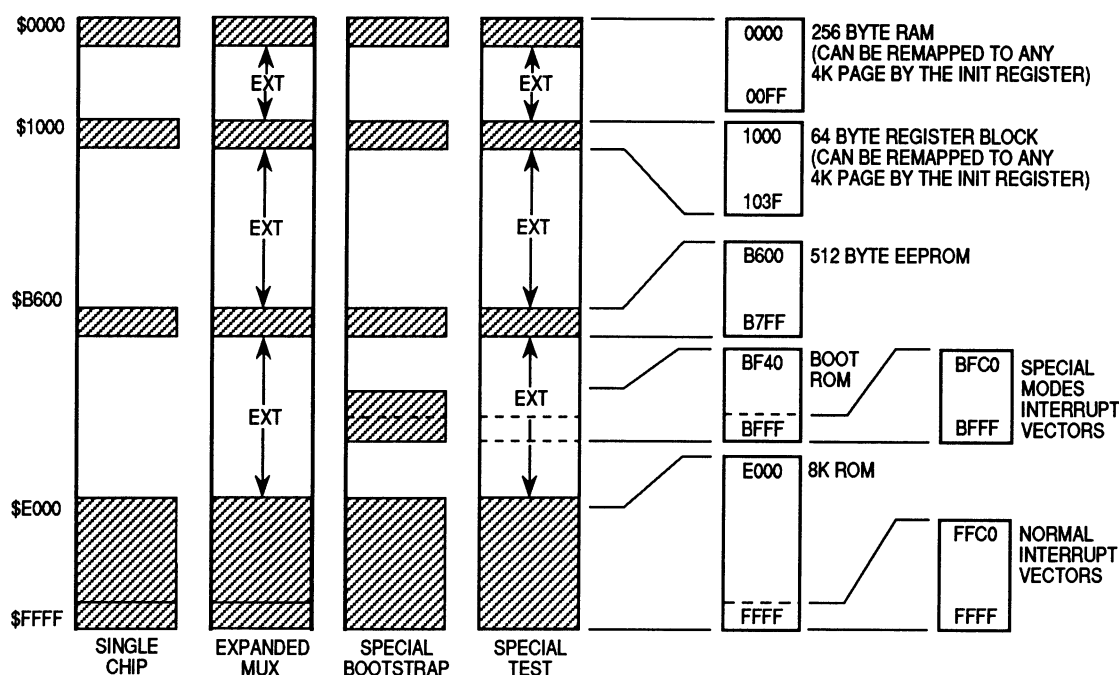 $0000
$1000
$B600
$E000
$FFFF
EXT
EXT
EXT
EXT
EXT
EXT
SINGLE
CHIP
EXPANDED
MUX
SPECIAL
BOOTSTRAP
SPECIAL
TEST
0000
00FF
256 BYTE RAM
(CAN BE REMAPPED TO ANY
4K PAGE BY THE INIT REGISTER)
1000
103F
64 BYTE REGISTER BLOCK
(CAN BE REMAPPED TO ANY
4K PAGE BY THE INIT REGISTER)
B600
B7FF
512 BYTE EEPROM
BF40
BFFF
BOOT
ROM
BFC0
BFFF
SPECIAL
MODES
INTERRUPT
VECTORS
E000
FFFF
8K ROM
FFC0
FFFF
NORMAL
INTERRUPT
VECTORS